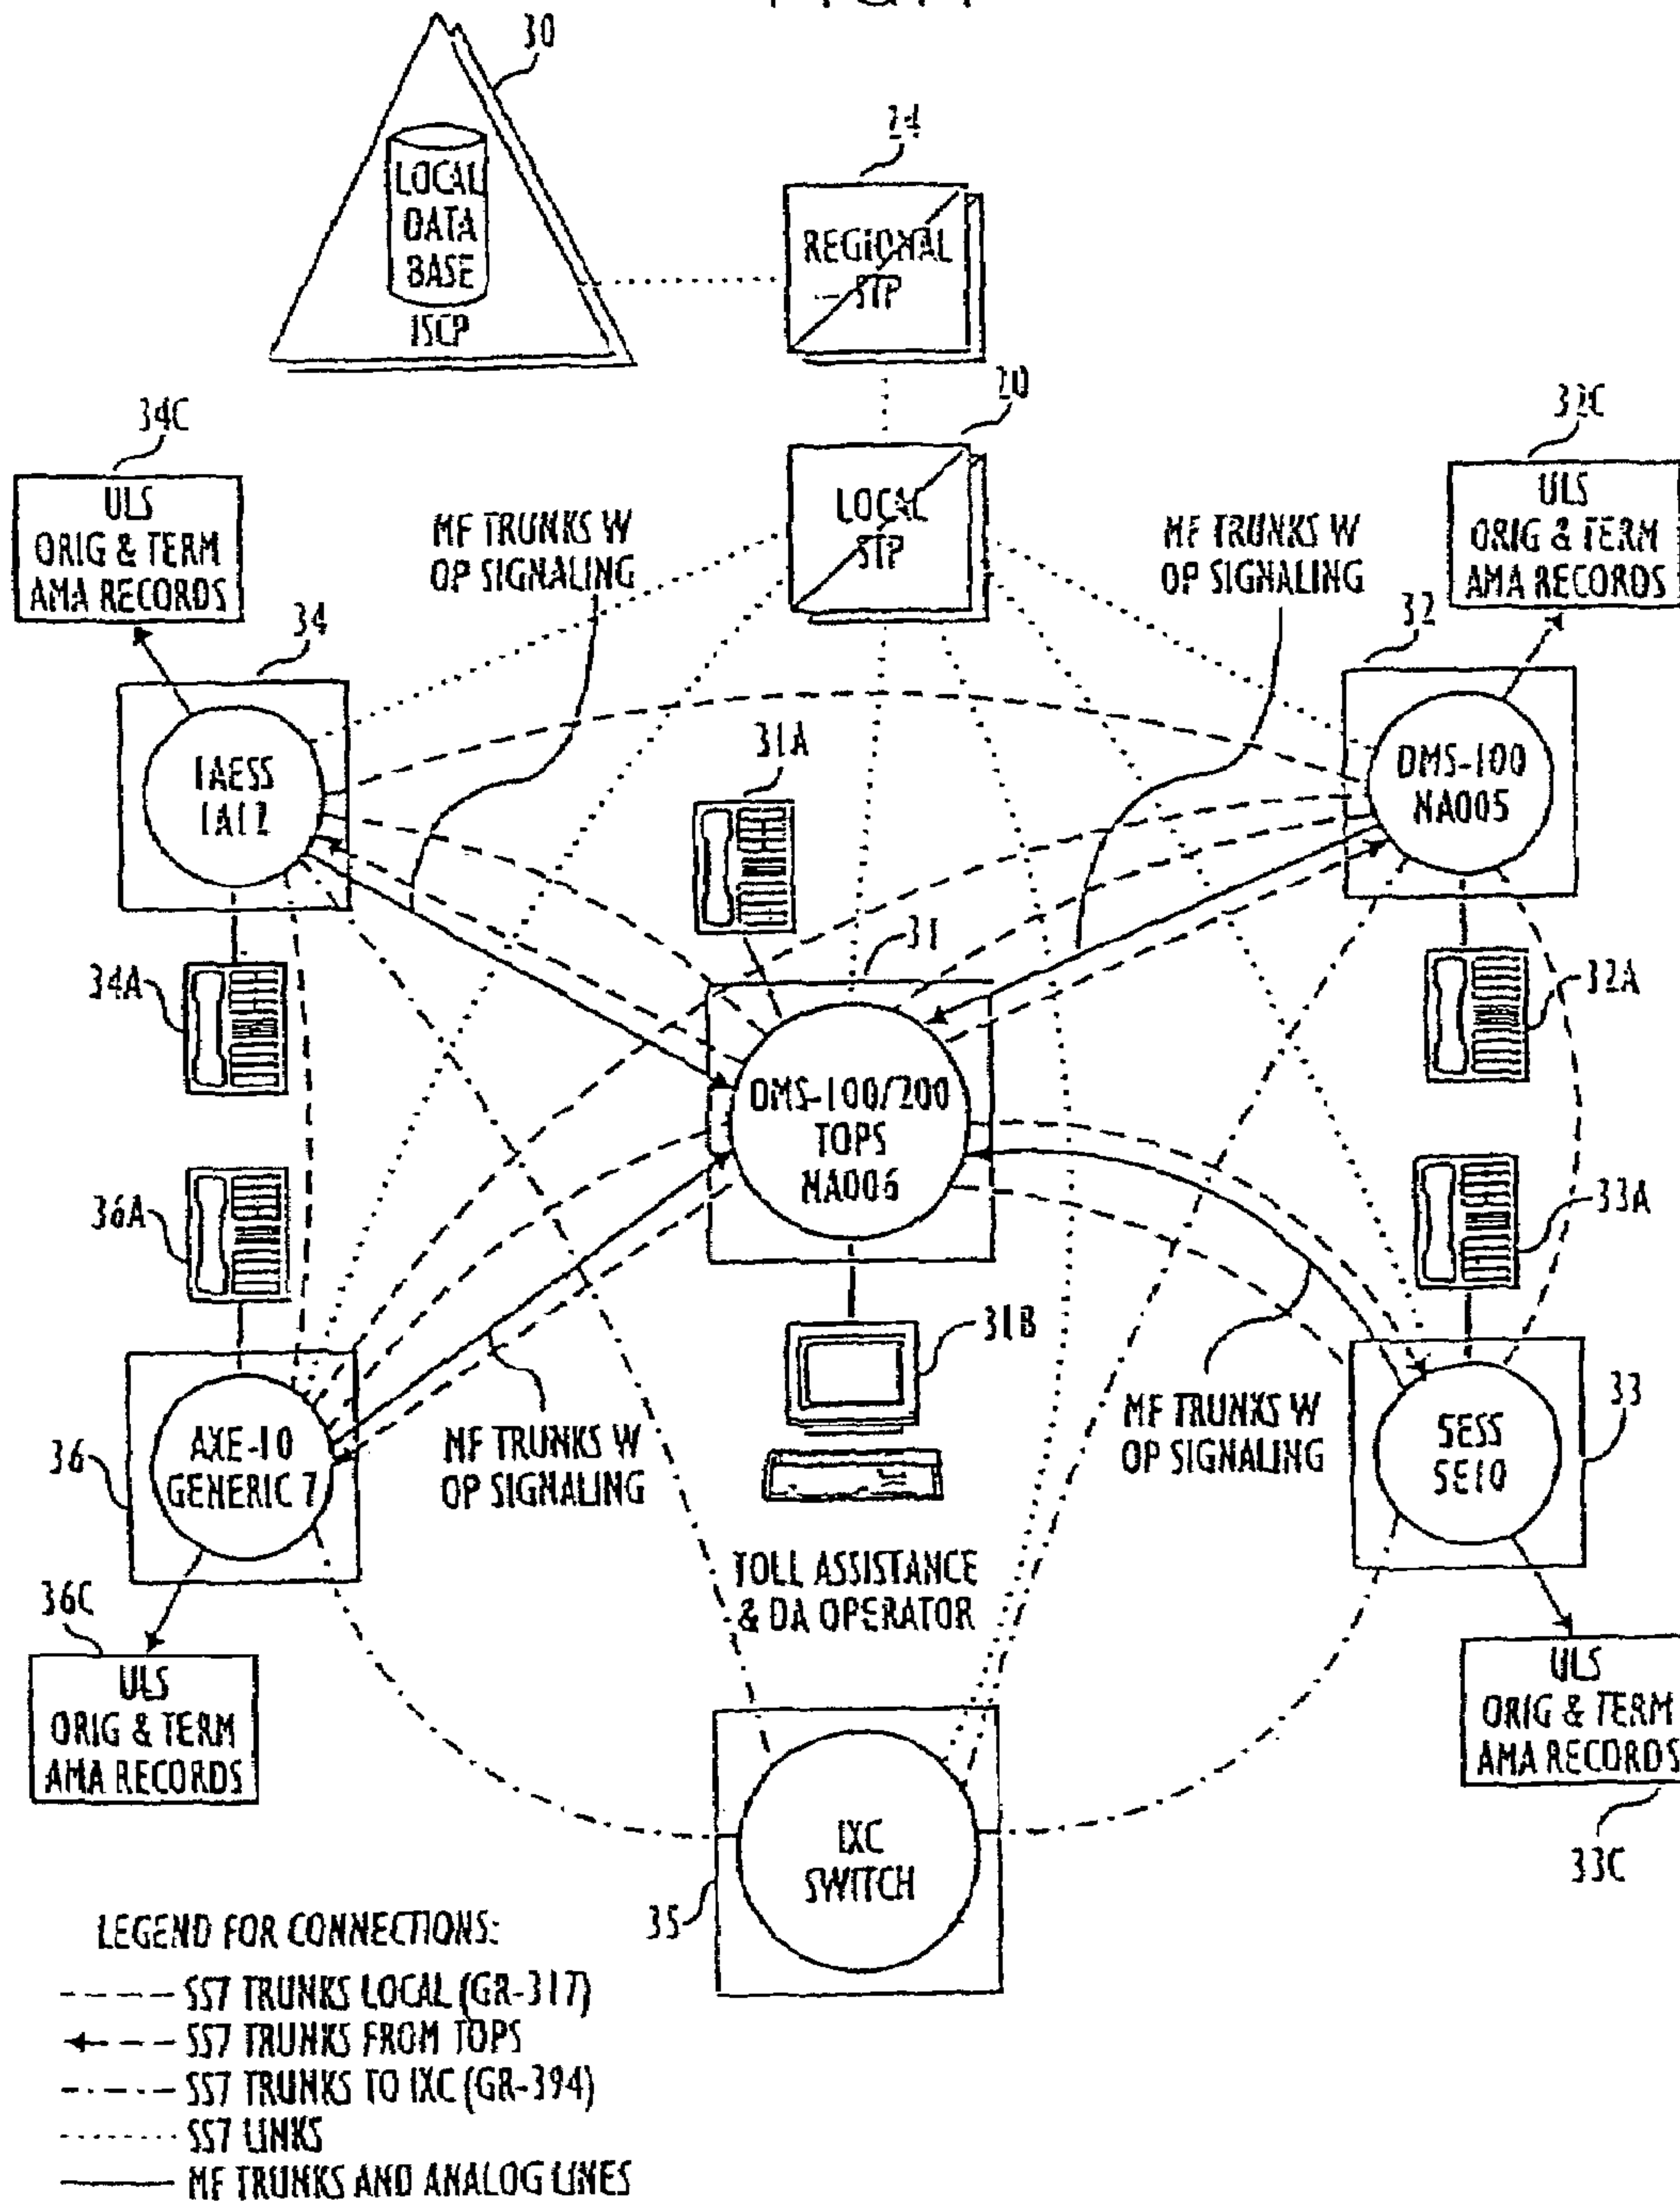 30
LOCAL
DATA
BASE
ISCP
24
REGIONAL
STP
20
LOCAL
STP
34C
ULS
ORIG & TERM
AMA RECORDS
MF TRUNKS W
OP SIGNALING
MF TRUNKS W
OP SIGNALING
32C
ULS
ORIG & TERM
AMA RECORDS
34
32
1AESS
1A12
31A
DMS-100
NA005
34A
31
32A
DMS-100/200
TOPS
NA006
36A
33A
31B
36
AXE-10
GENERIC 7
MF TRUNKS W
OP SIGNALING
MF TRUNKS W
OP SIGNALING
5ESS
5E10
33
TOLL ASSISTANCE
& DA OPERATOR
36C
ULS
ORIG & TERM
AMA RECORDS
ULS
ORIG & TERM
AMA RECORDS
33C
IXC
SWITCH
35
LEGEND FOR CONNECTIONS:
SS7 TRUNKS LOCAL (GR-317)
SS7 TRUNKS FROM TOPS
SS7 TRUNKS TO IXC (GR-394)
SS7 LINKS
MF TRUNKS AND ANALOG LINES